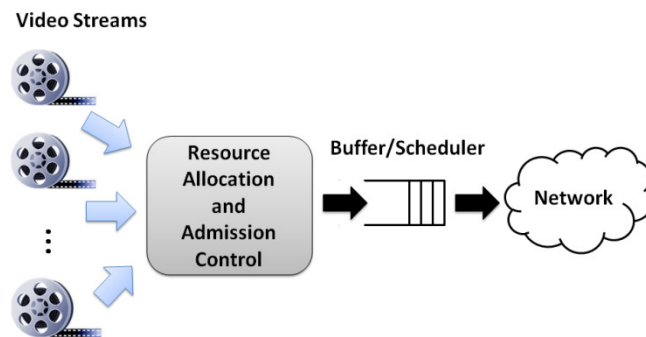 Video Streams
Resource
Allocation
and
Admission
Control
Buffer/Scheduler
Network